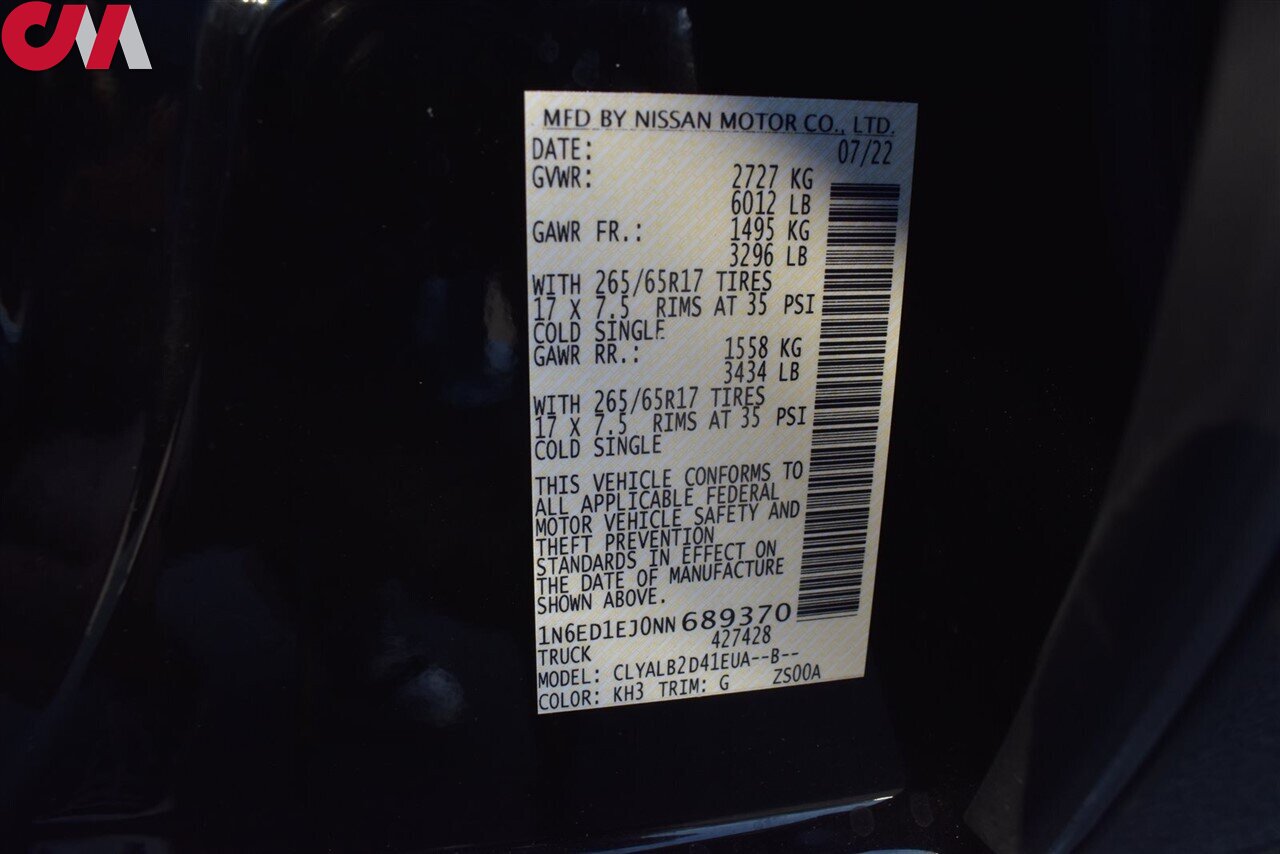 CM
MFD BY NISSAN MOTOR CO., LTD.
DATE: 07/22
GVWR: 2727 KG
6012 LB
GAWR FR.: 1495 KG
3296 LB
WITH 265/65R17 TIRES
17 X 7.5 RIMS AT 35 PSI
COLD SINGLE
GAWR RR.: 1558 KG
3434 LB
WITH 265/65R17 TIRES
17 X 7.5 RIMS AT 35 PSI
COLD SINGLE
THIS VEHICLE CONFORMS TO
ALL APPLICABLE FEDERAL
MOTOR VEHICLE SAFETY AND
THEFT PREVENTION
STANDARDS IN EFFECT ON
THE DATE OF MANUFACTURE
SHOWN ABOVE.
1N6ED1EJ0NN689370
TRUCK 427428
MODEL: CLYALB2D41EUA--B--
COLOR: KH3 TRIM: G ZS00A